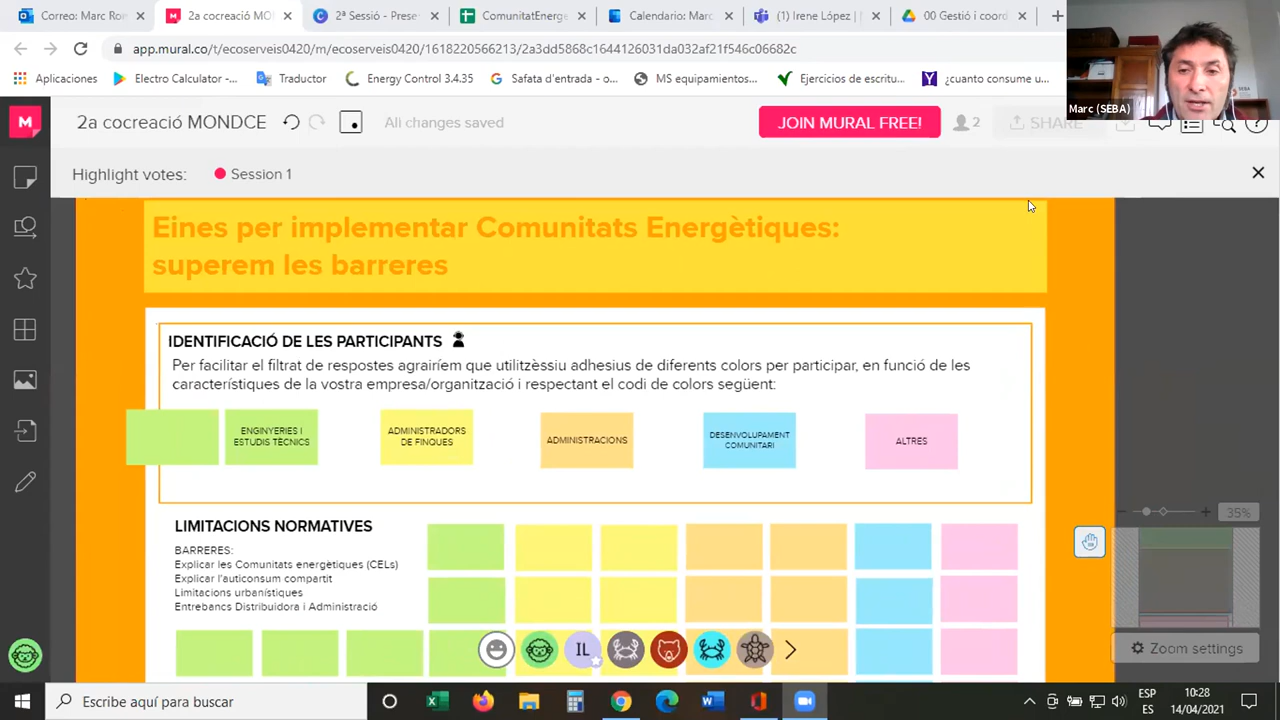 Correo: Marc Ron
2a cocreació MON
2ª Sessió - Prese
ComunitatEnerge
Calendario: Marc
(1) Irene López |
00 Gestió i coord
app.mural.co/t/ecoserveis0420/m/ecoserveis0420/1618220566213/2a3dd5868c1644126031da032af21f546c06682c
Aplicaciones
Electro Calculator -...
Traductor
Energy Control 3.4.35
Safata d'entrada - o...
MS equipamentos...
Ejercicios de escritu...
¿cuanto consume u...
Marc (SEBA)
2a cocreació MONDCE
All changes saved
JOIN MURAL FREE!
2
SHARE
Highlight votes:
Session 1
Eines per implementar Comunitats Energètiques:
superem les barreres
IDENTIFICACIÓ DE LES PARTICIPANTS
Per facilitar el filtrat de respostes agrairíem que utilitzèssiu adhesius de diferents colors per participar, en funció de les
característiques de la vostra empresa/organització i respectant el codi de colors següent:
ENGINYERIES I
ESTUDIS TÈCNICS
ADMINISTRADORS
DE FINQUES
ADMINISTRACIONS
DESENVOLUPAMENT
COMUNITARI
ALTRES
LIMITACIONS NORMATIVES
BARRERES:
Explicar les Comunitats energètiques (CELs)
Explicar l'auticonsum compartit
Limitacions urbanístiques
Entrebancs Distribuidora i Administració
35%
IL
Zoom settings
Escribe aquí para buscar
ESP
ES
10:28
14/04/2021